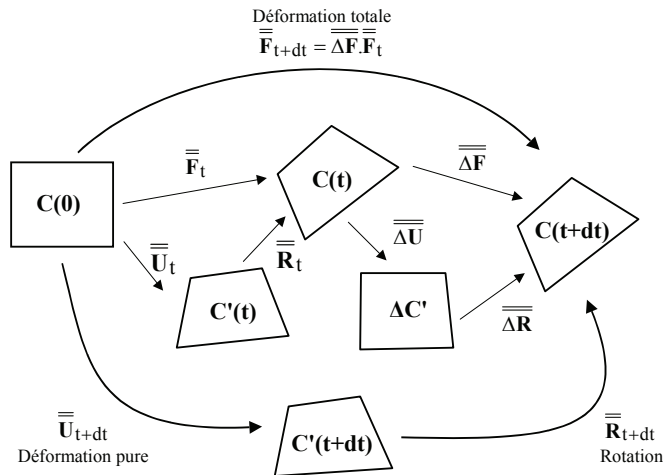 Déformation totale
F̿t+dt = ΔF̿.F̿t
F̿t
ΔF̿
C(0)
C(t)
C(t+dt)
U̿t
R̿t
ΔU̿
C'(t)
ΔC'
ΔR̿
U̿t+dt
Déformation pure
C'(t+dt)
R̿t+dt
Rotation